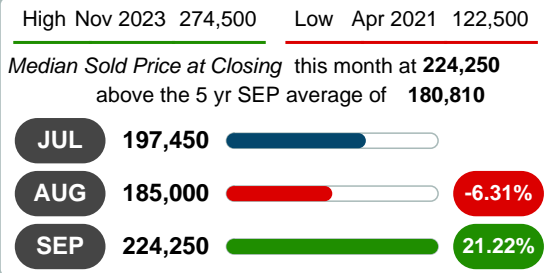 High Nov 2023 274,500 Low Apr 2021 122,500
Median Sold Price at Closing this month at 224,250
above the 5 yr SEP average of 180,810
JUL 197,450
AUG 185,000 -6.31%
SEP 224,250 21.22%